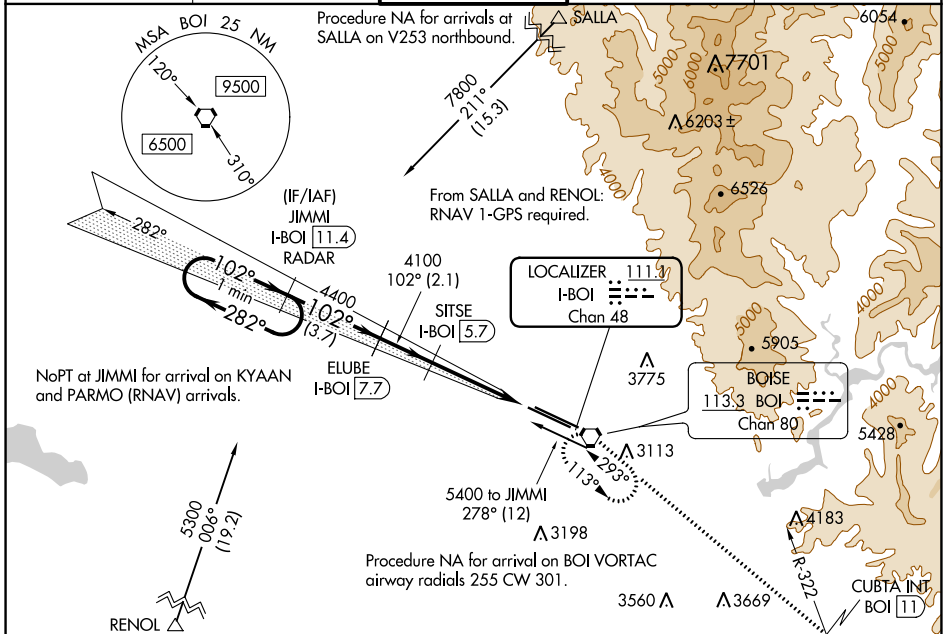 MSA BOI 25 NM
120°
9500
6500
310°
Procedure NA for arrivals at
SALLA on V253 northbound.
SALLA
7800
211°
(15.3)
6054
5000
6000
7701
6203 ±
5000
4000
6526
From SALLA and RENOL:
RNAV 1-GPS required.
(IF/IAF)
JIMMI
I-BOI 11.4
RADAR
282°
102°
1 min
282°
4400
102°
(3.7)
4100
102° (2.1)
SITSE
I-BOI 5.7
ELUBE
I-BOI 7.7
LOCALIZER 111.1
I-BOI
Chan 48
4000
5000
5905
3775
BOISE
113.3 BOI
Chan 80
4000
5428
NoPT at JIMMI for arrival on KYAAN
and PARMO (RNAV) arrivals.
3113
293°
113°
5400 to JIMMI
278° (12)
3198
4183
R-322
5300
006°
(19.2)
Procedure NA for arrival on BOI VORTAC
airway radials 255 CW 301.
3560
3669
CUBTA INT
BOI 11
RENOL